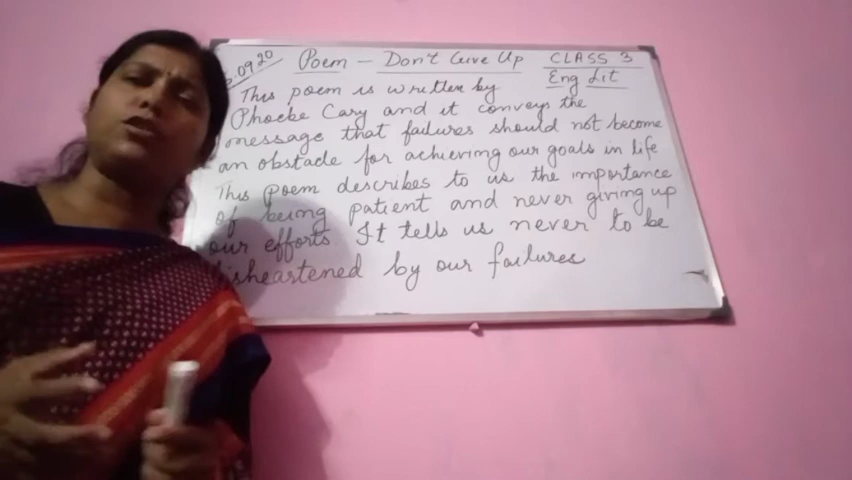 .09.20 Poem – Don't Give Up CLASS 3
Eng Lit
This poem is written by
Phoebe Cary and it conveys the
message that failures should not become
an obstacle for achieving our goals in life
This poem describes to us the importance
of being patient and never giving up
our efforts. It tells us never to be
disheartened by our failures